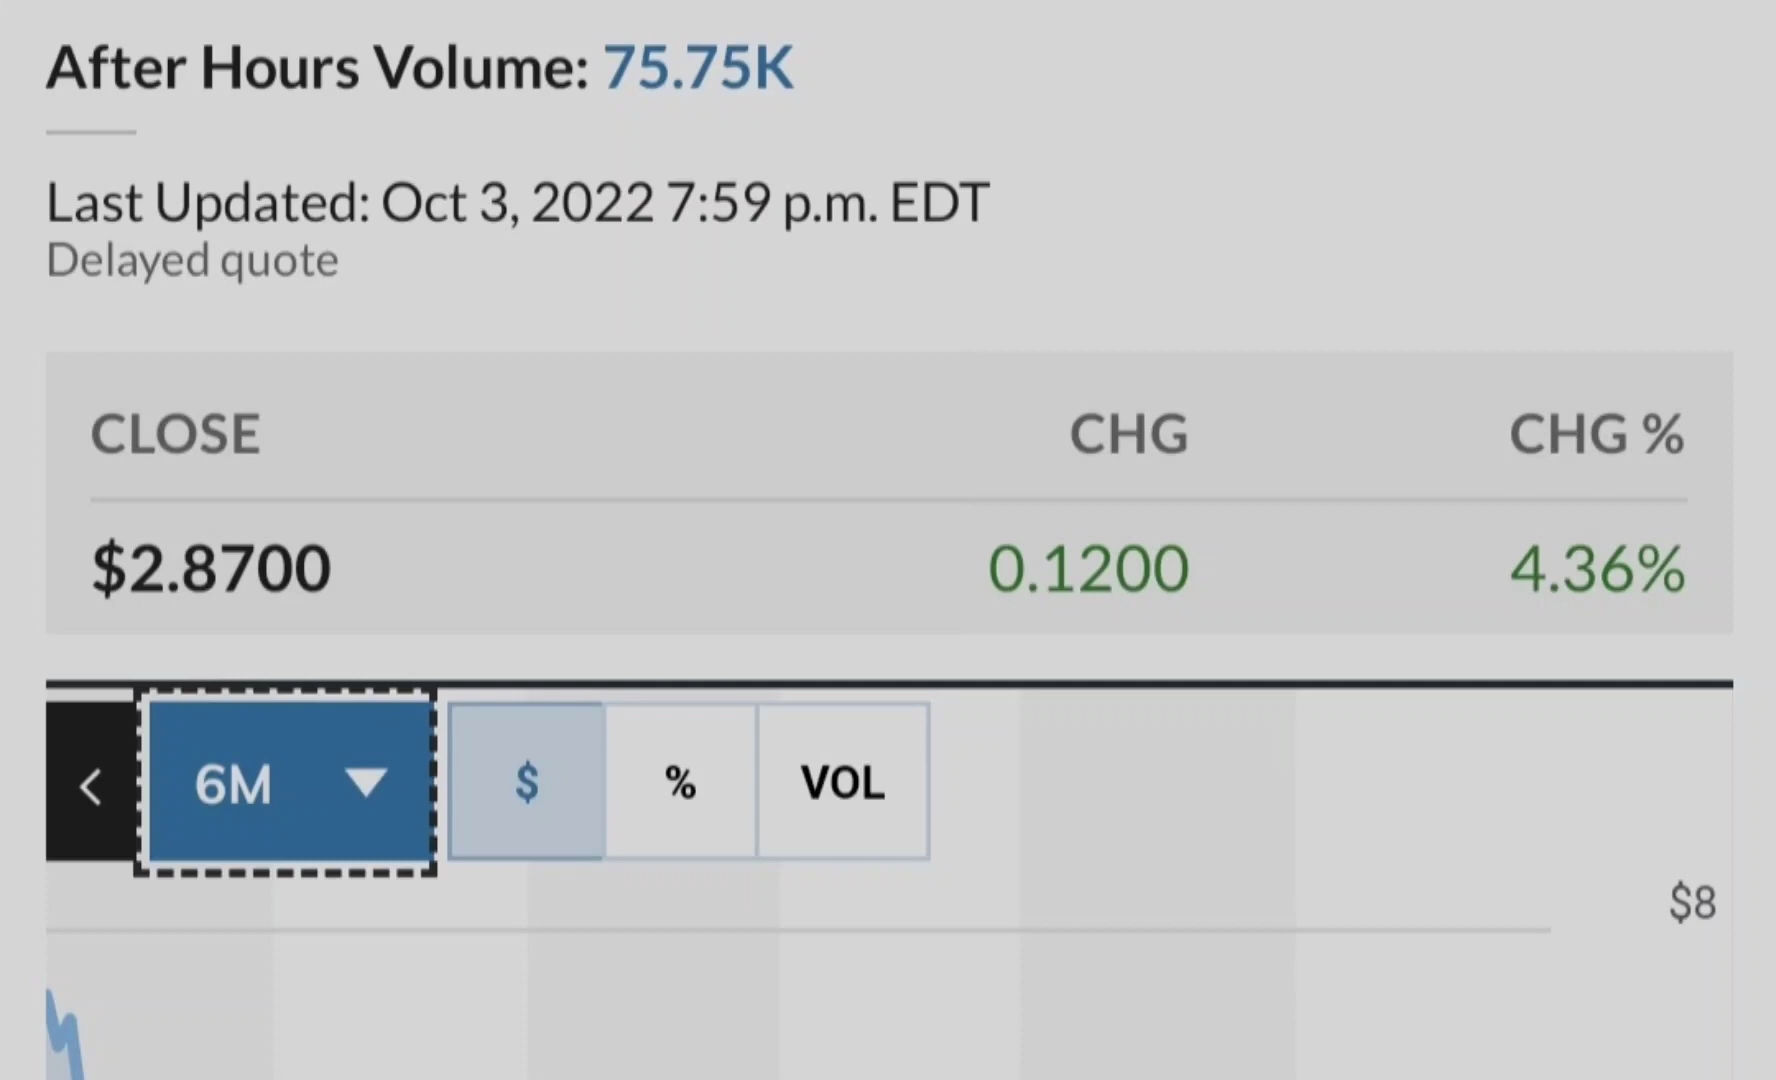 After Hours Volume: 75.75K
Last Updated: Oct 3, 2022 7:59 p.m. EDT
Delayed quote
CLOSE CHG CHG %
$2.8700 0.1200 4.36%
6M $ % VOL
$8